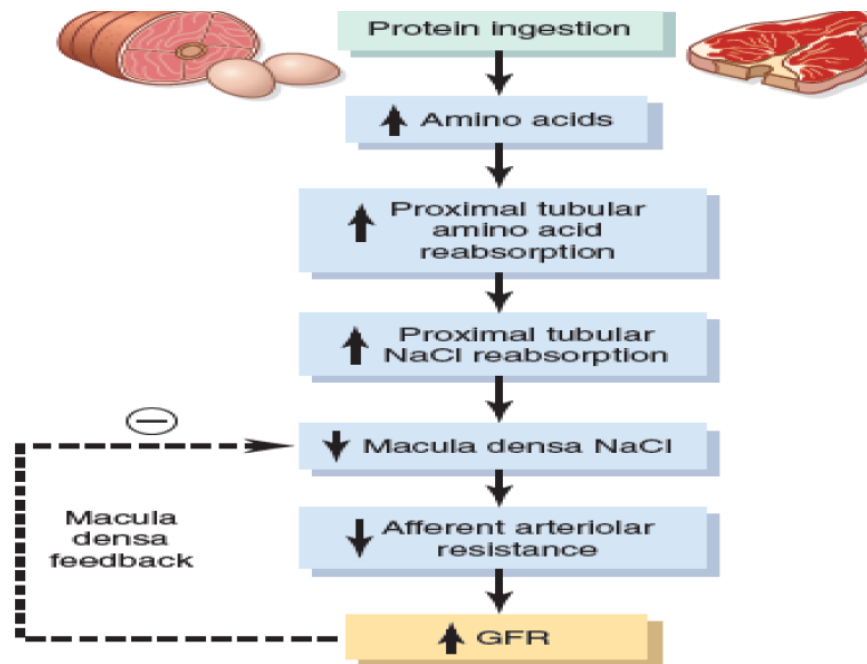 Protein ingestion
Amino acids
Proximal tubular
amino acid
reabsorption
Proximal tubular
NaCl reabsorption
Macula densa NaCl
Afferent arteriolar
resistance
GFR
Macula
densa
feedback